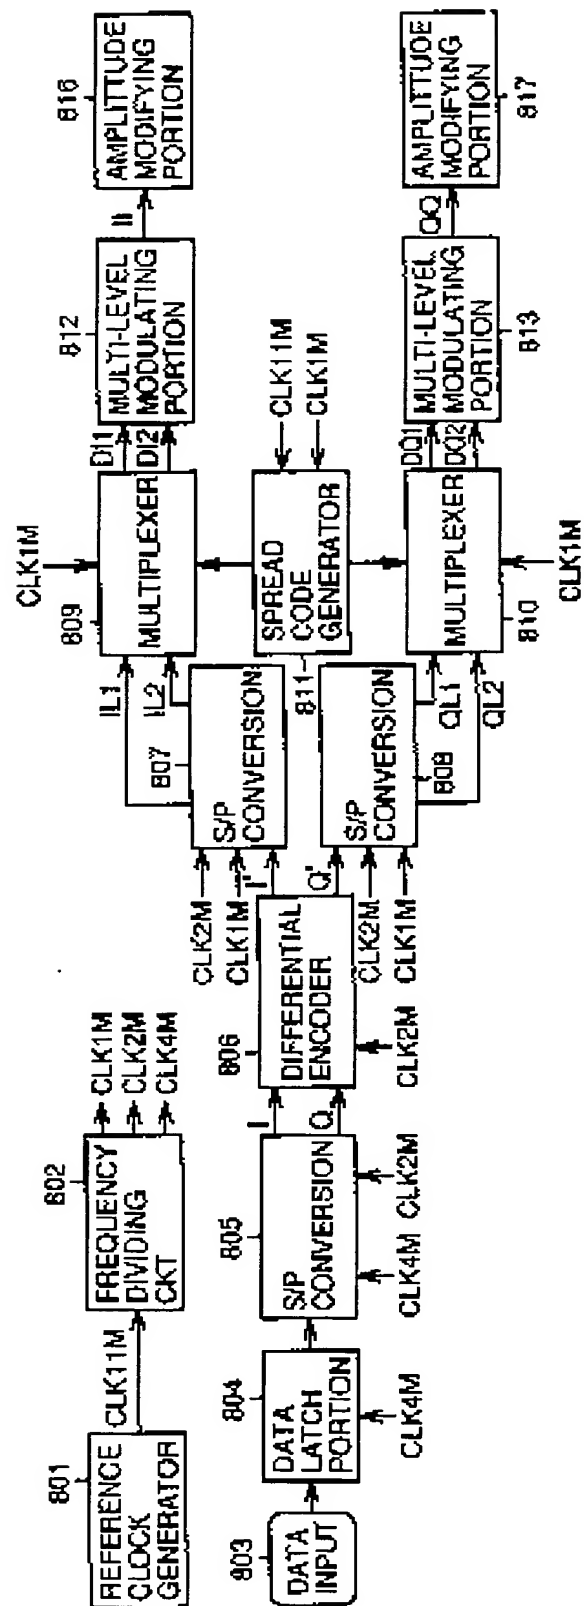 801
REFERENCE
CLOCK
GENERATOR
CLK11M
802
FREQUENCY
DIVIDING
CKT
CLK1M
CLK2M
CLK4M
803
DATA
INPUT
804
DATA
LATCH
PORTION
CLK4M
805
S/P
CONVERSION
CLK4M
CLK2M
I
Q
806
DIFFERENTIAL
ENCODER
CLK2M
I'
Q'
CLK2M
CLK1M
807
S/P
CONVERSION
IL1
IL2
CLK2M
CLK1M
808
S/P
CONVERSION
QL1
QL2
809
MULTIPLEXER
CLK1M
DI1
DI2
811
SPREAD
CODE
GENERATOR
CLK11M
CLK1M
810
MULTIPLEXER
CLK1M
DQ1
DQ2
812
MULTI-LEVEL
MODULATING
PORTION
II
813
MULTI-LEVEL
MODULATING
PORTION
QQ
816
AMPLITUDE
MODIFYING
PORTION
817
AMPLITUDE
MODIFYING
PORTION